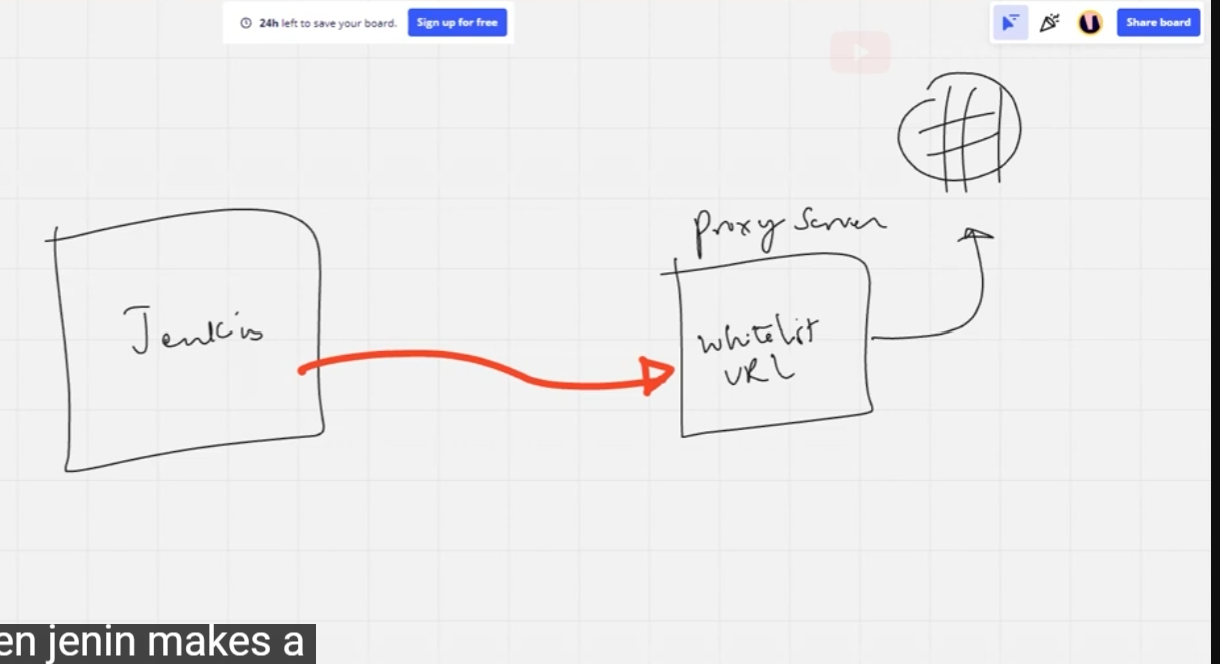 24h left to save your board. Sign up for free
Share board
Proxy Server
Jenkis
Whitelist
URL
en jenin makes a